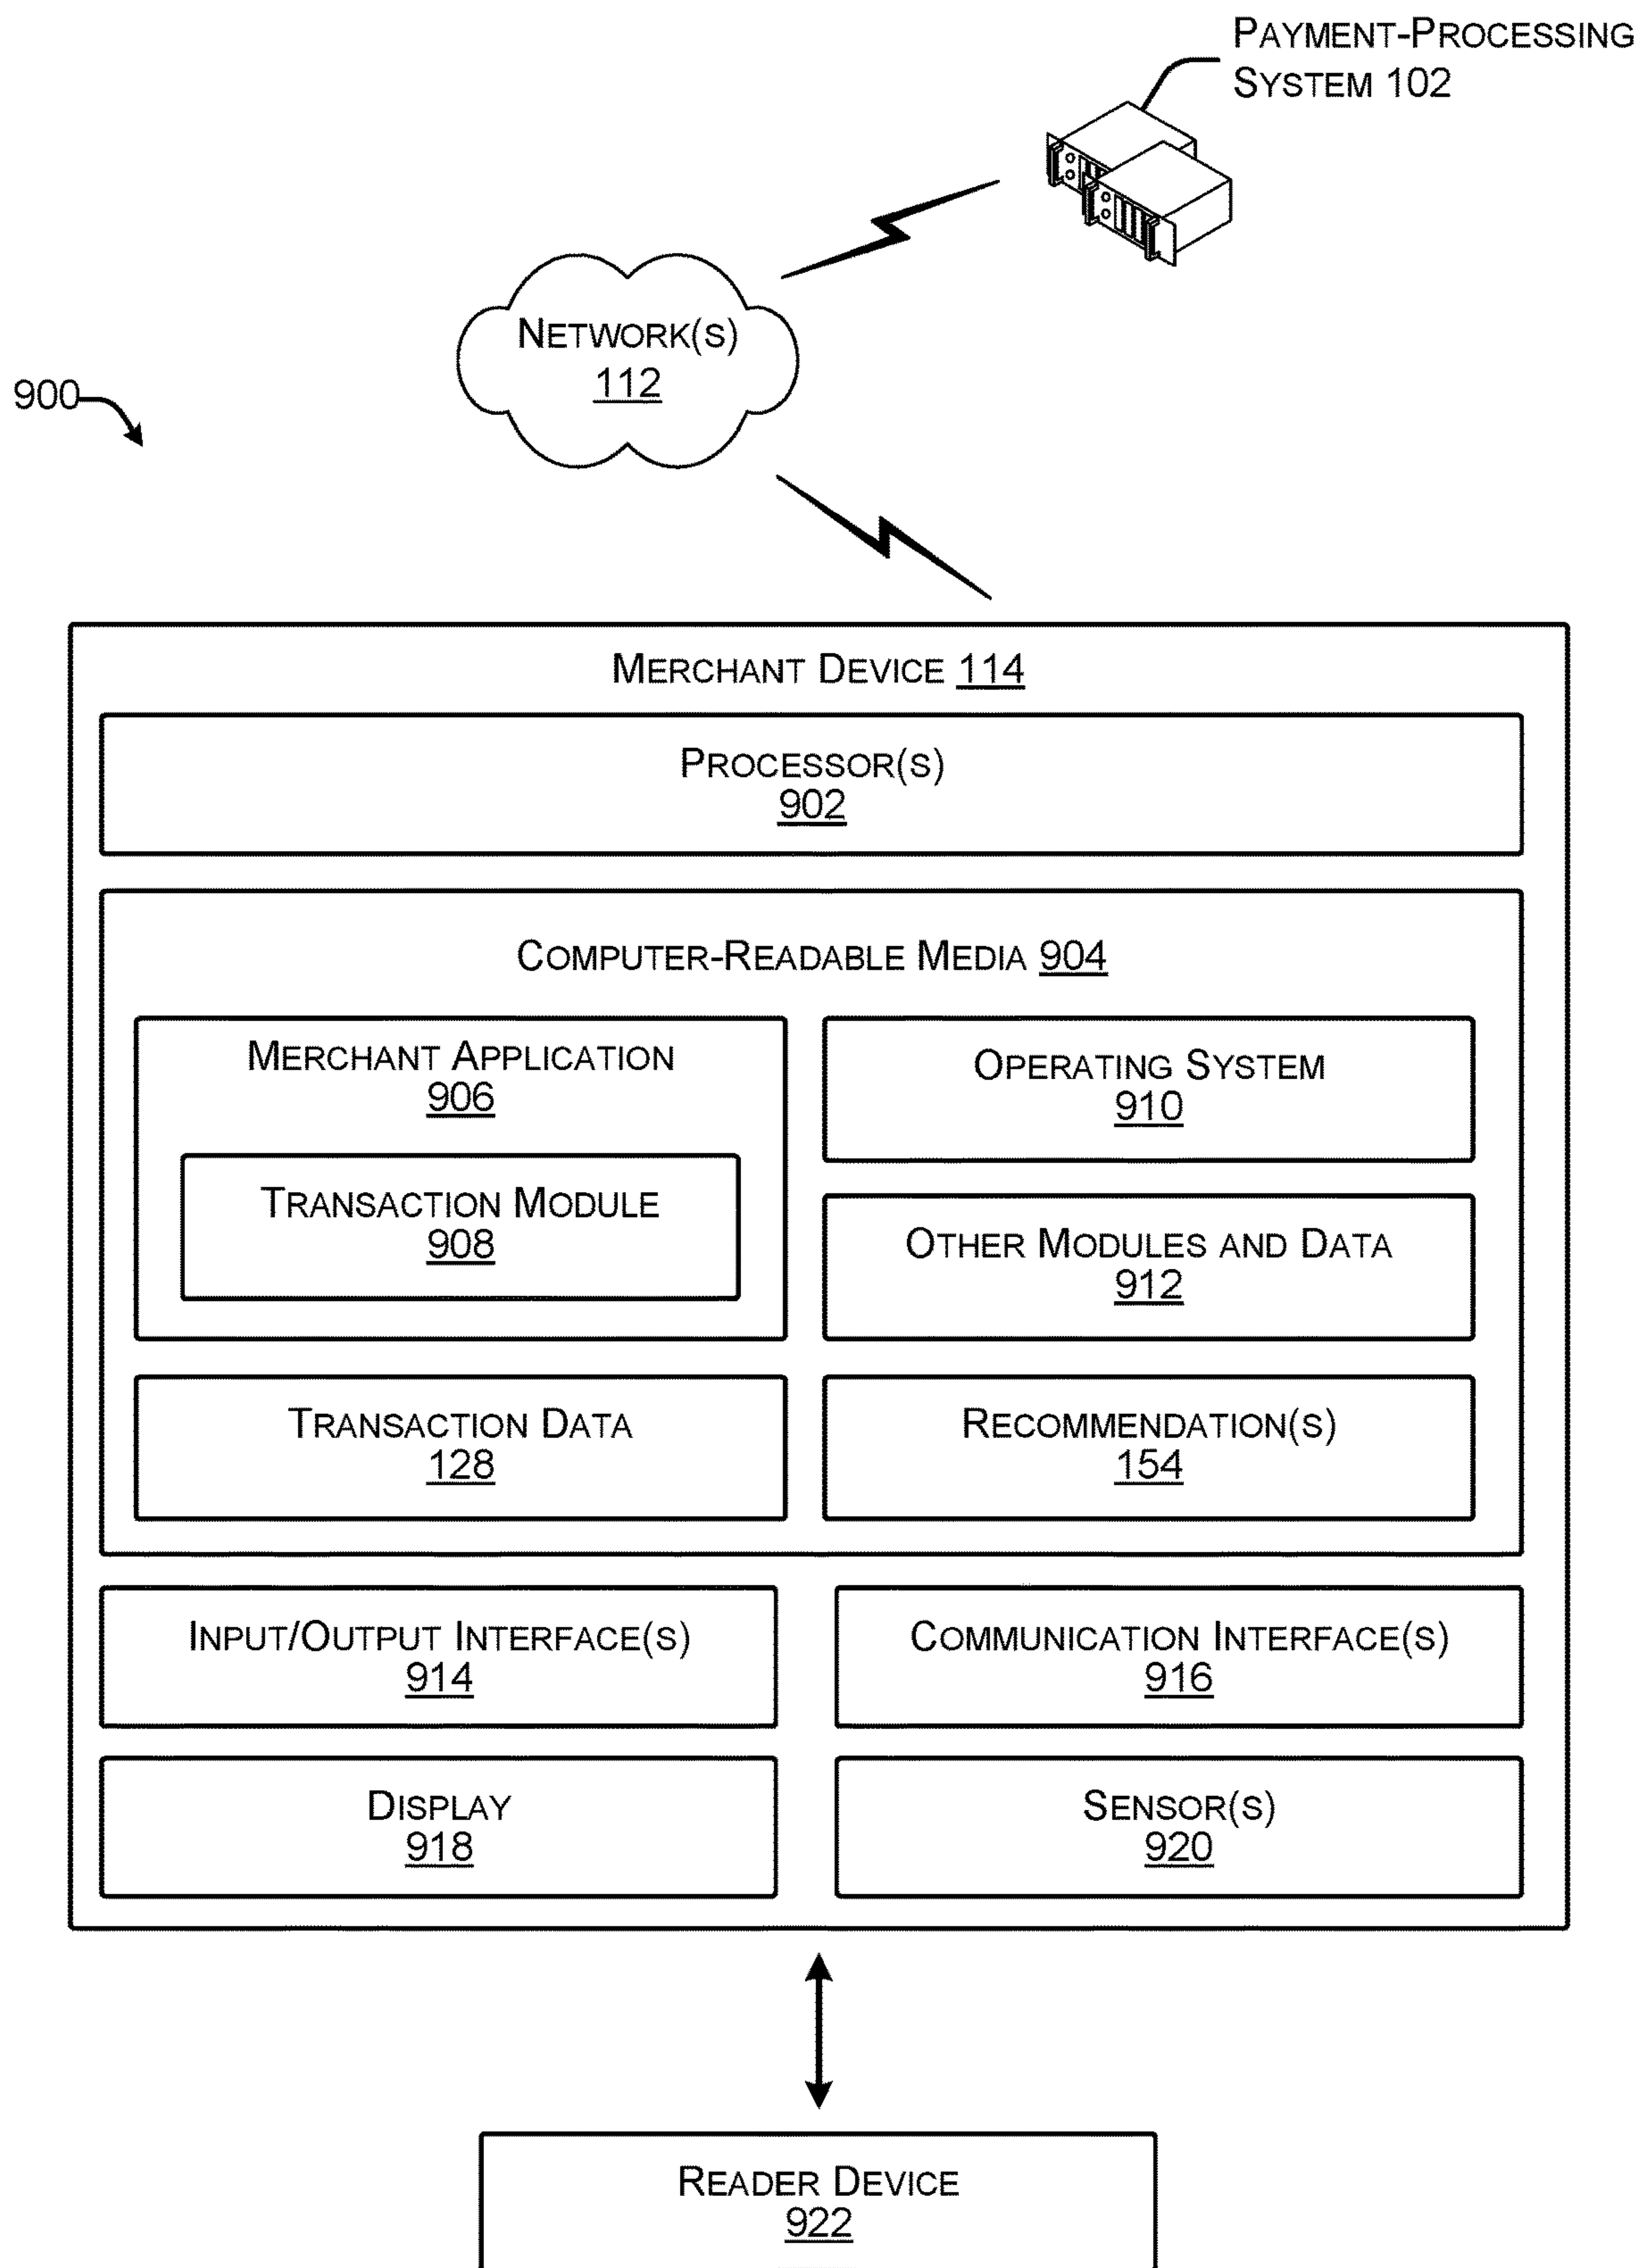 PAYMENT-PROCESSING
SYSTEM 102
NETWORK(S)
112
900
MERCHANT DEVICE 114
PROCESSOR(S)
902
COMPUTER-READABLE MEDIA 904
MERCHANT APPLICATION
906
TRANSACTION MODULE
908
OPERATING SYSTEM
910
OTHER MODULES AND DATA
912
TRANSACTION DATA
128
RECOMMENDATION(S)
154
INPUT/OUTPUT INTERFACE(S)
914
COMMUNICATION INTERFACE(S)
916
DISPLAY
918
SENSOR(S)
920
READER DEVICE
922